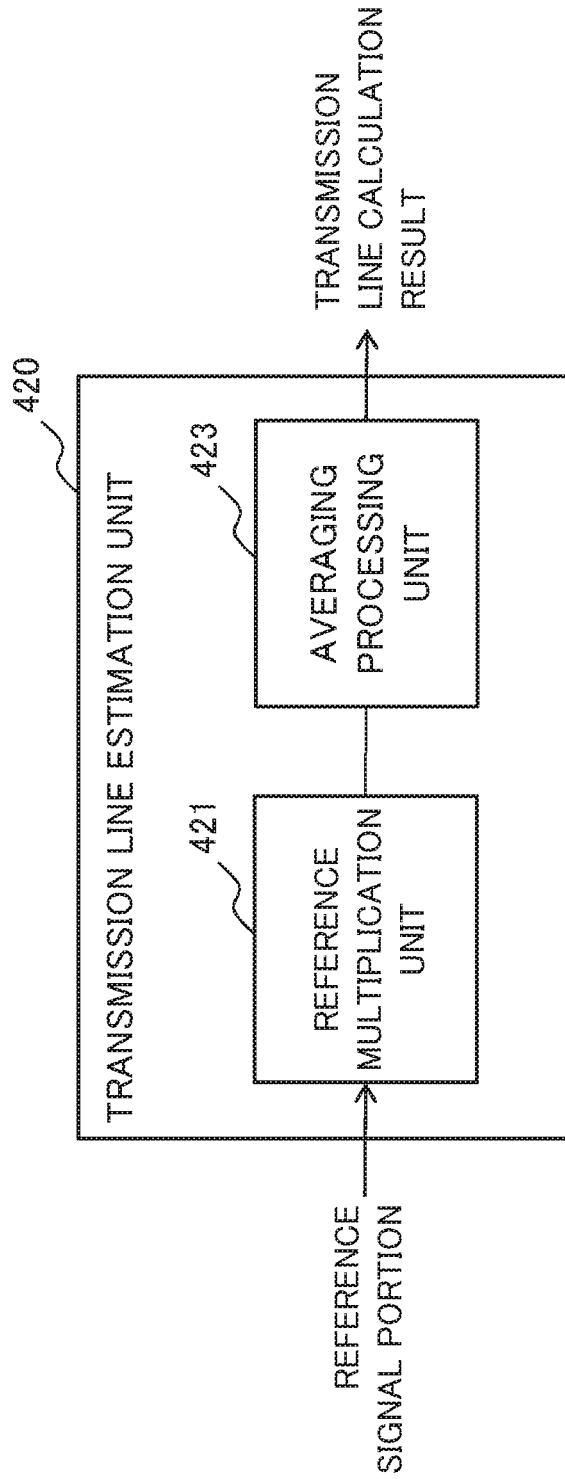 420
TRANSMISSION LINE ESTIMATION UNIT
REFERENCE
SIGNAL PORTION
421
REFERENCE
MULTIPLICATION
UNIT
423
AVERAGING
PROCESSING
UNIT
TRANSMISSION
LINE CALCULATION
RESULT